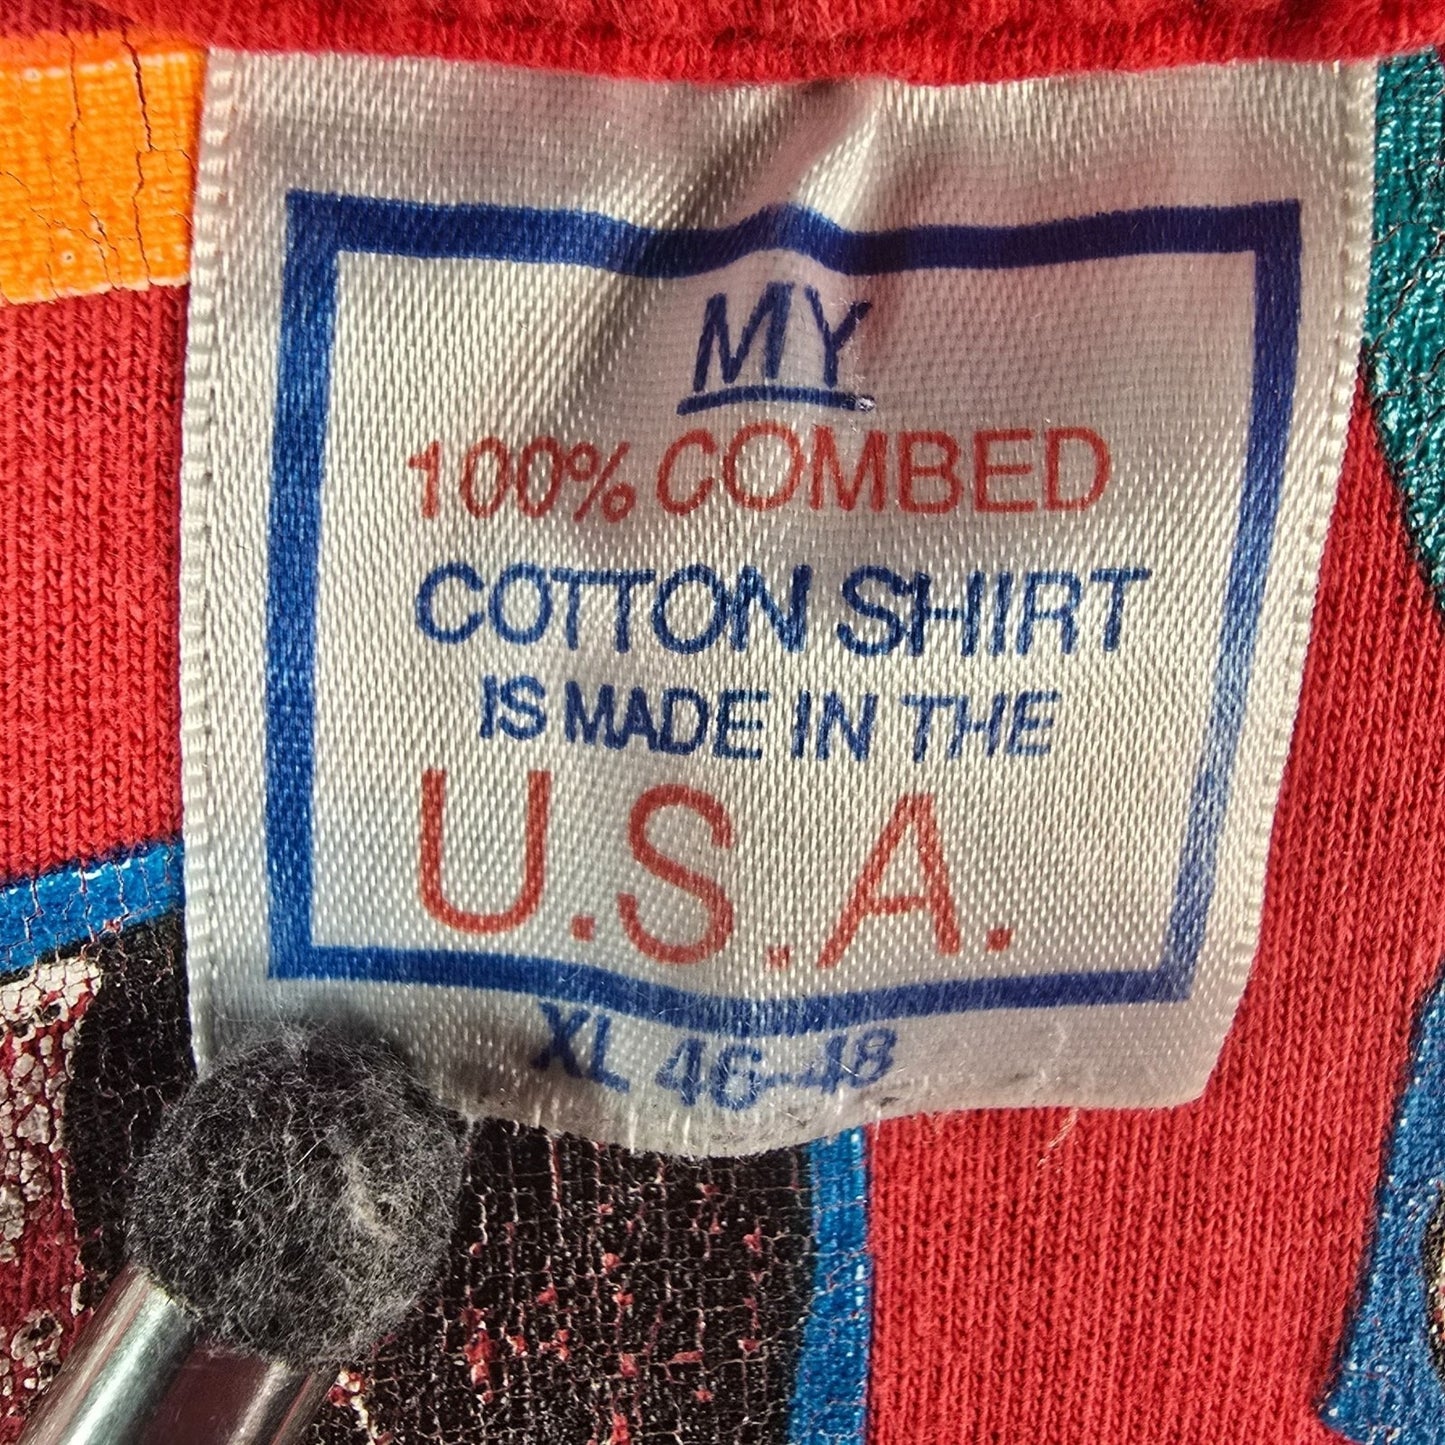 MY
100% COMBED
COTTON SHIRT
IS MADE IN THE
U.S.A.
XL 46-48